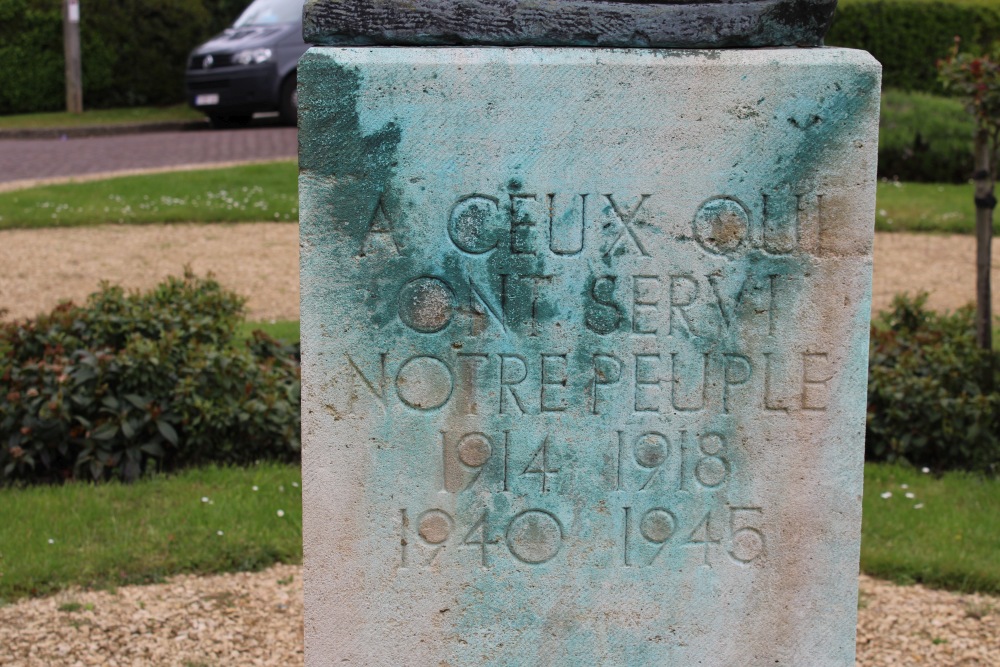 A CEUX QUI
ONT SERVI
NOTRE PEUPLE
1914 1918
1940 1945